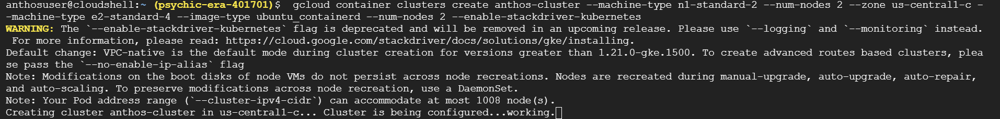 anthosuser@cloudshell:~ (psychic-era-401701)$  gcloud container clusters create anthos-cluster --machine-type n1-standard-2 --num-nodes 2 --zone us-central1-c -
-machine-type e2-standard-4 --image-type ubuntu_containerd --num-nodes 2 --enable-stackdriver-kubernetes
WARNING: The `--enable-stackdriver-kubernetes` flag is deprecated and will be removed in an upcoming release. Please use `--logging` and `--monitoring` instead.
 For more information, please read: https://cloud.google.com/stackdriver/docs/solutions/gke/installing.
Default change: VPC-native is the default mode during cluster creation for versions greater than 1.21.0-gke.1500. To create advanced routes based clusters, plea
se pass the `--no-enable-ip-alias` flag
Note: Modifications on the boot disks of node VMs do not persist across node recreations. Nodes are recreated during manual-upgrade, auto-upgrade, auto-repair,
and auto-scaling. To preserve modifications across node recreation, use a DaemonSet.
Note: Your Pod address range (`--cluster-ipv4-cidr`) can accommodate at most 1008 node(s).
Creating cluster anthos-cluster in us-central1-c... Cluster is being configured...working.